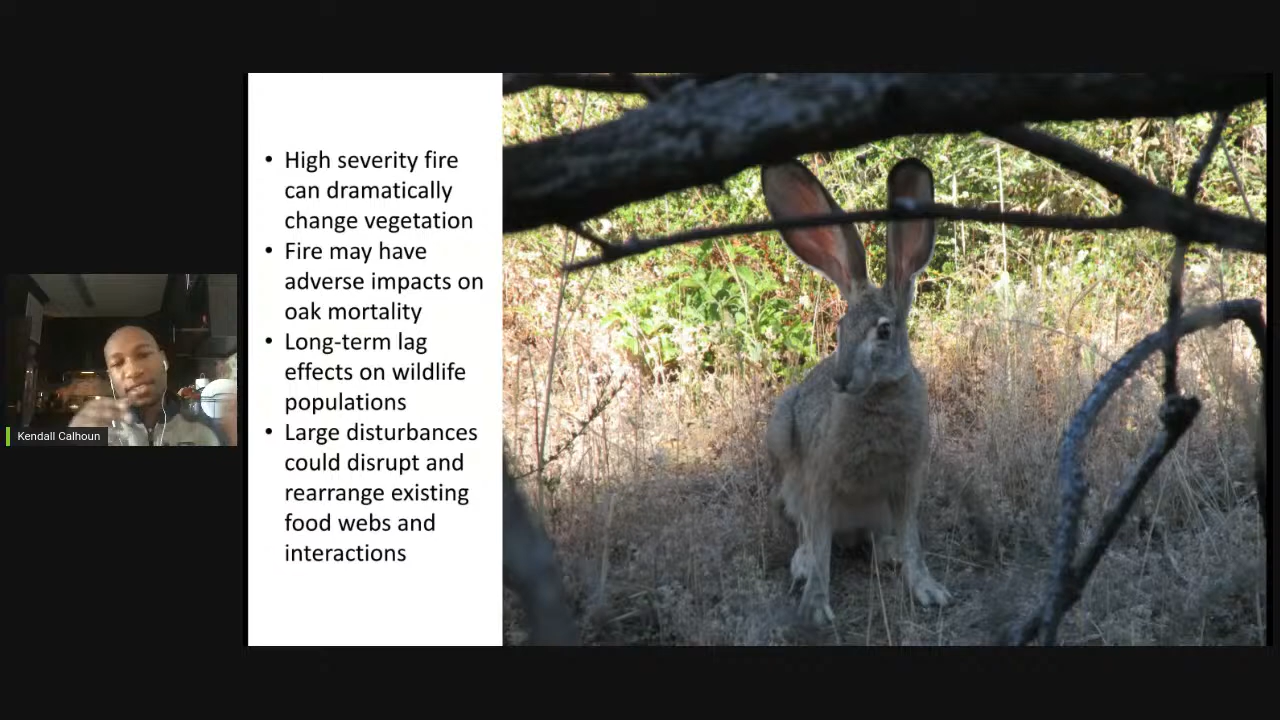 • High severity fire
can dramatically
change vegetation
• Fire may have
adverse impacts on
oak mortality
• Long-term lag
effects on wildlife
populations
• Large disturbances
could disrupt and
rearrange existing
food webs and
interactions
Kendall Calhoun